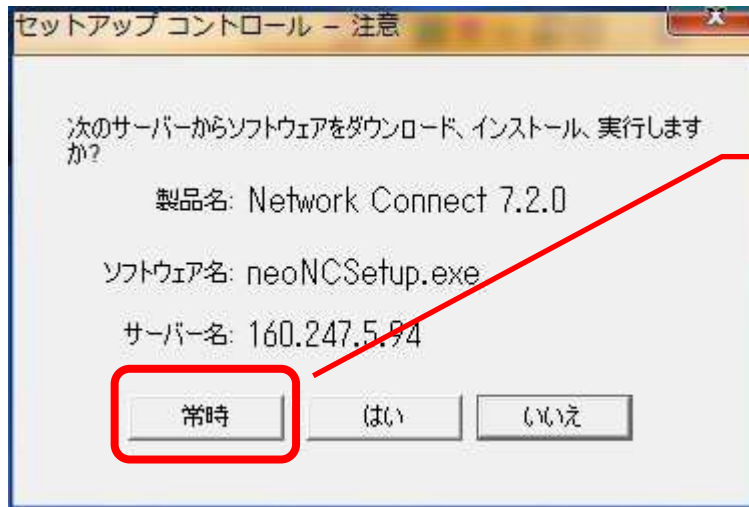 セットアップ コントロール - 注意
次のサーバーからソフトウェアをダウンロード、インストール、実行します
か?
製品名: Network Connect 7.2.0
ソフトウェア名: neoNCSetup.exe
サーバー名: 160.247.5.94
常時 はい いいえ